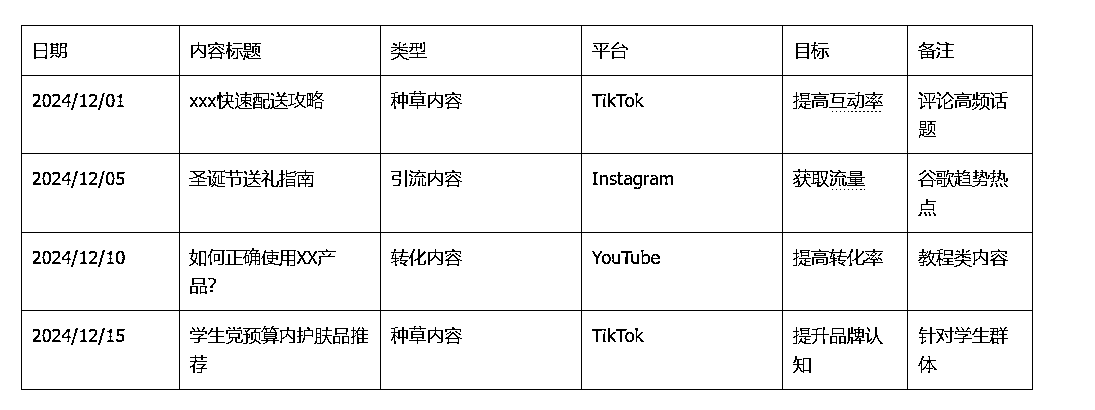 日期 内容标题 类型 平台 目标 备注
2024/12/01 xxx快速配送攻略 种草内容 TikTok 提高互动率 评论高频话
题
2024/12/05 圣诞节送礼指南 引流内容 Instagram 获取流量 谷歌趋势热
点
2024/12/10 如何正确使用XX产 转化内容 YouTube 提高转化率 教程类内容
品?
2024/12/15 学生党预算内护肤品推 种草内容 TikTok 提升品牌认 针对学生群
荐 知 体